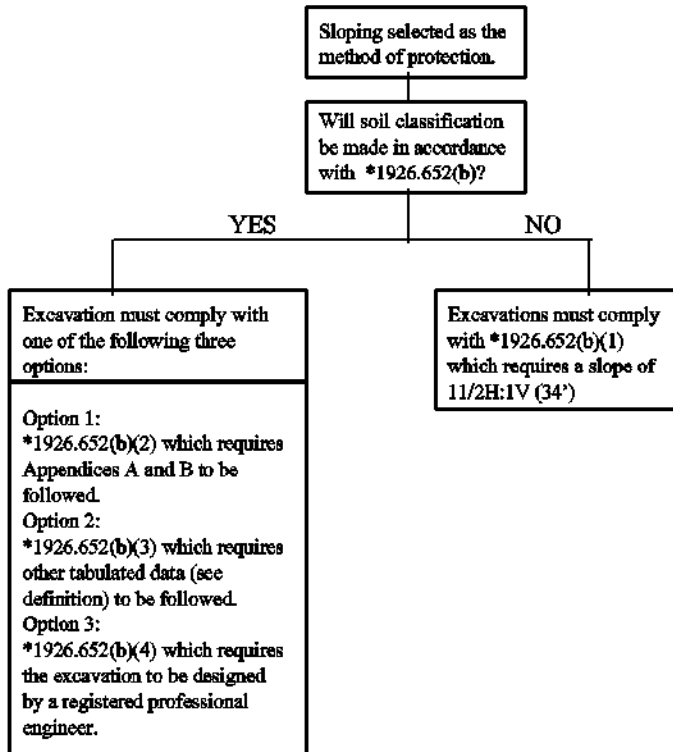 Sloping selected as the
method of protection.
Will soil classification
be made in accordance
with *1926.652(b)?
YES
NO
Excavation must comply with
one of the following three
options:
Option 1:
*1926.652(b)(2) which requires
Appendices A and B to be
followed.
Option 2:
*1926.652(b)(3) which requires
other tabulated data (see
definition) to be followed.
Option 3:
*1926.652(b)(4) which requires
the excavation to be designed
by a registered professional
engineer.
Excavations must comply
with *1926.652(b)(1)
which requires a slope of
11/2H:1V (34')